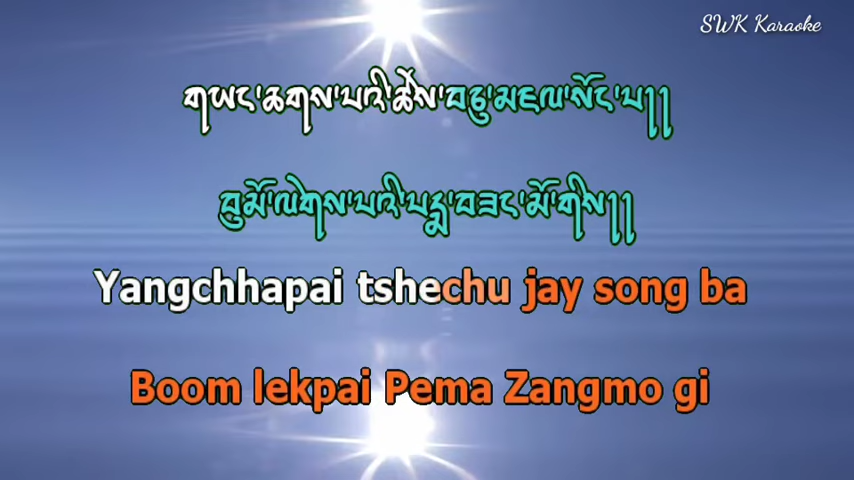 SWK Karaoke
གཡང་ཆགས་པའི་ཚེས་བཅུ་མཇལ་སོང་པ།།
བུམོ་ལེགས་པའི་པདྨ་བཟང་མོ་གིས།།
Yangchhapai tshechu jay song ba
Boom lekpai Pema Zangmo gi